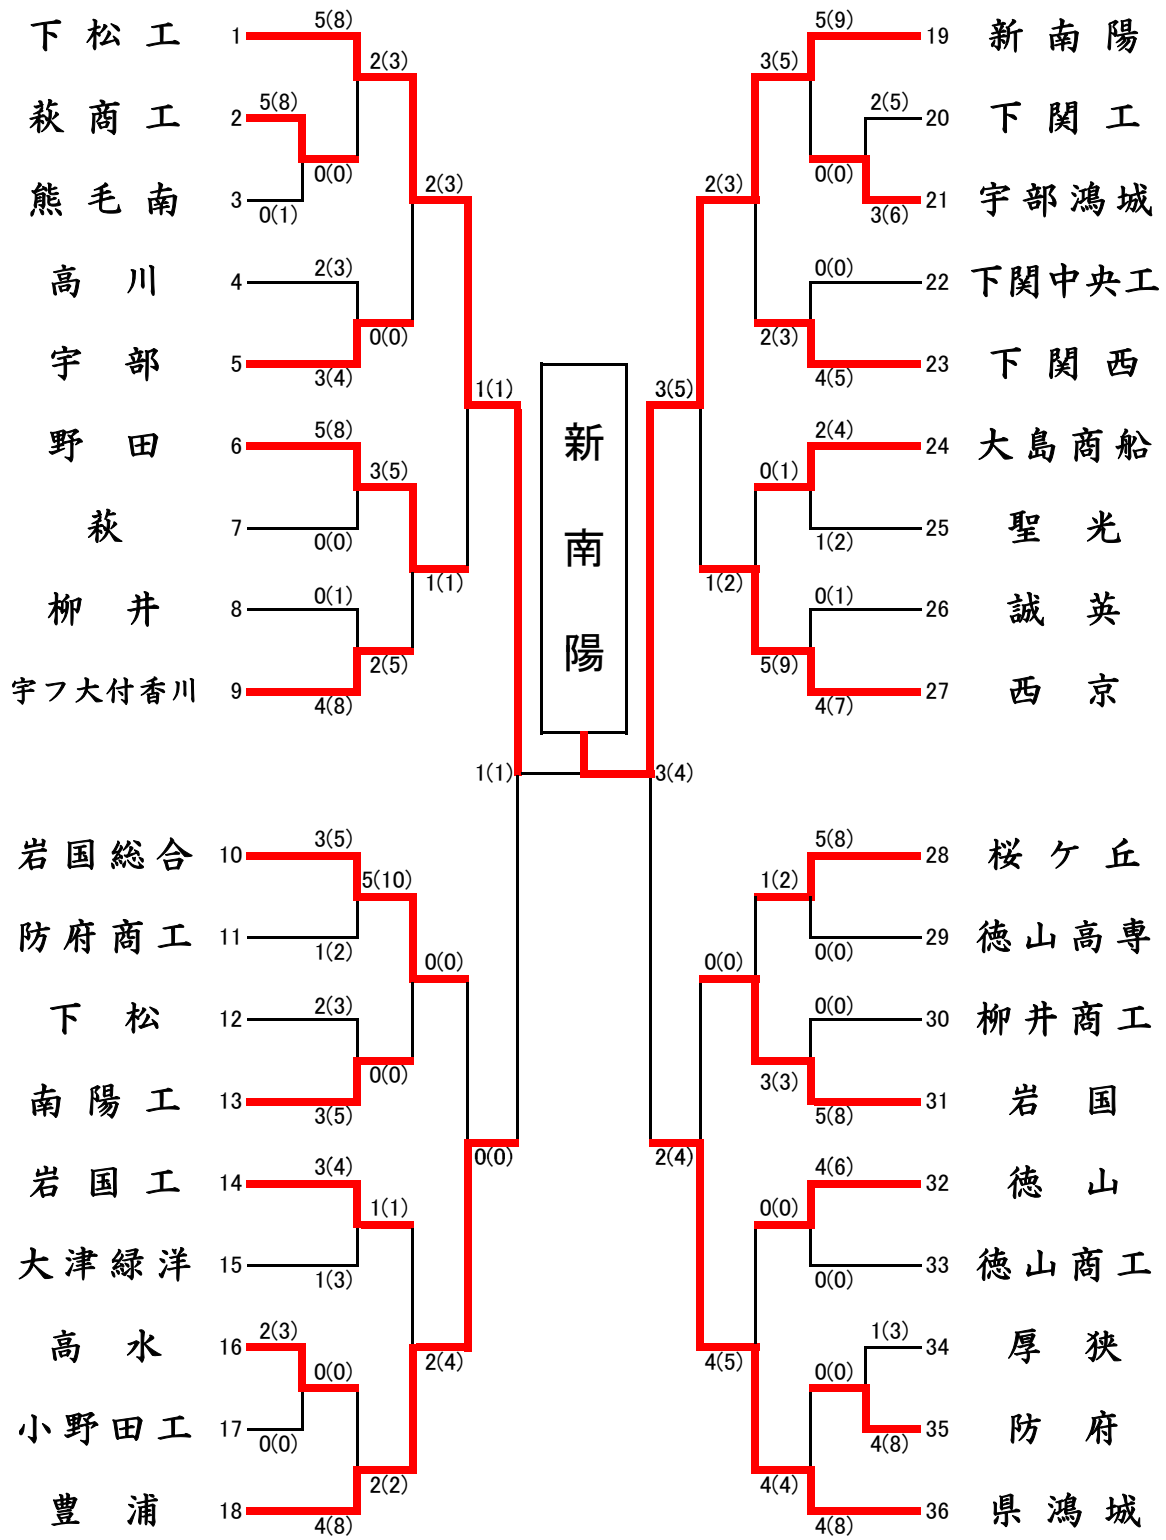 下松工 1 5(8)
2(3)
萩商工 2 5(8)
0(0)
熊毛南 3 0(1)
2(3)
高川 4 2(3)
0(0)
宇部 5 3(4)
1(1)
野田 6 5(8)
3(5)
萩 7 0(0)
1(1)
柳井 8 0(1)
2(5)
宇フ大付香川 9 4(8)
1(1)
岩国総合 10 3(5)
5(10)
防府商工 11 1(2)
0(0)
下松 12 2(3)
0(0)
南陽工 13 3(5)
0(0)
岩国工 14 3(4)
1(1)
大津緑洋 15 1(3)
高水 16 2(3)
0(0)
2(4)
小野田工 17 0(0)
2(2)
豊浦 18 4(8)
新南陽
5(9) 19 新南陽
3(5)
2(5) 20 下関工
0(0)
3(6) 21 宇部鴻城
2(3)
0(0) 22 下関中央工
2(3)
4(5) 23 下関西
3(5)
2(4) 24 大島商船
0(1)
1(2) 25 聖光
1(2)
0(1) 26 誠英
5(9)
4(7) 27 西京
3(4)
5(8) 28 桜ケ丘
1(2)
0(0) 29 徳山高専
0(0)
0(0) 30 柳井商工
3(3)
5(8) 31 岩国
2(4)
4(6) 32 徳山
0(0)
0(0) 33 徳山商工
1(3) 34 厚狭
4(5)
0(0)
4(8) 35 防府
4(4)
4(8) 36 県鴻城